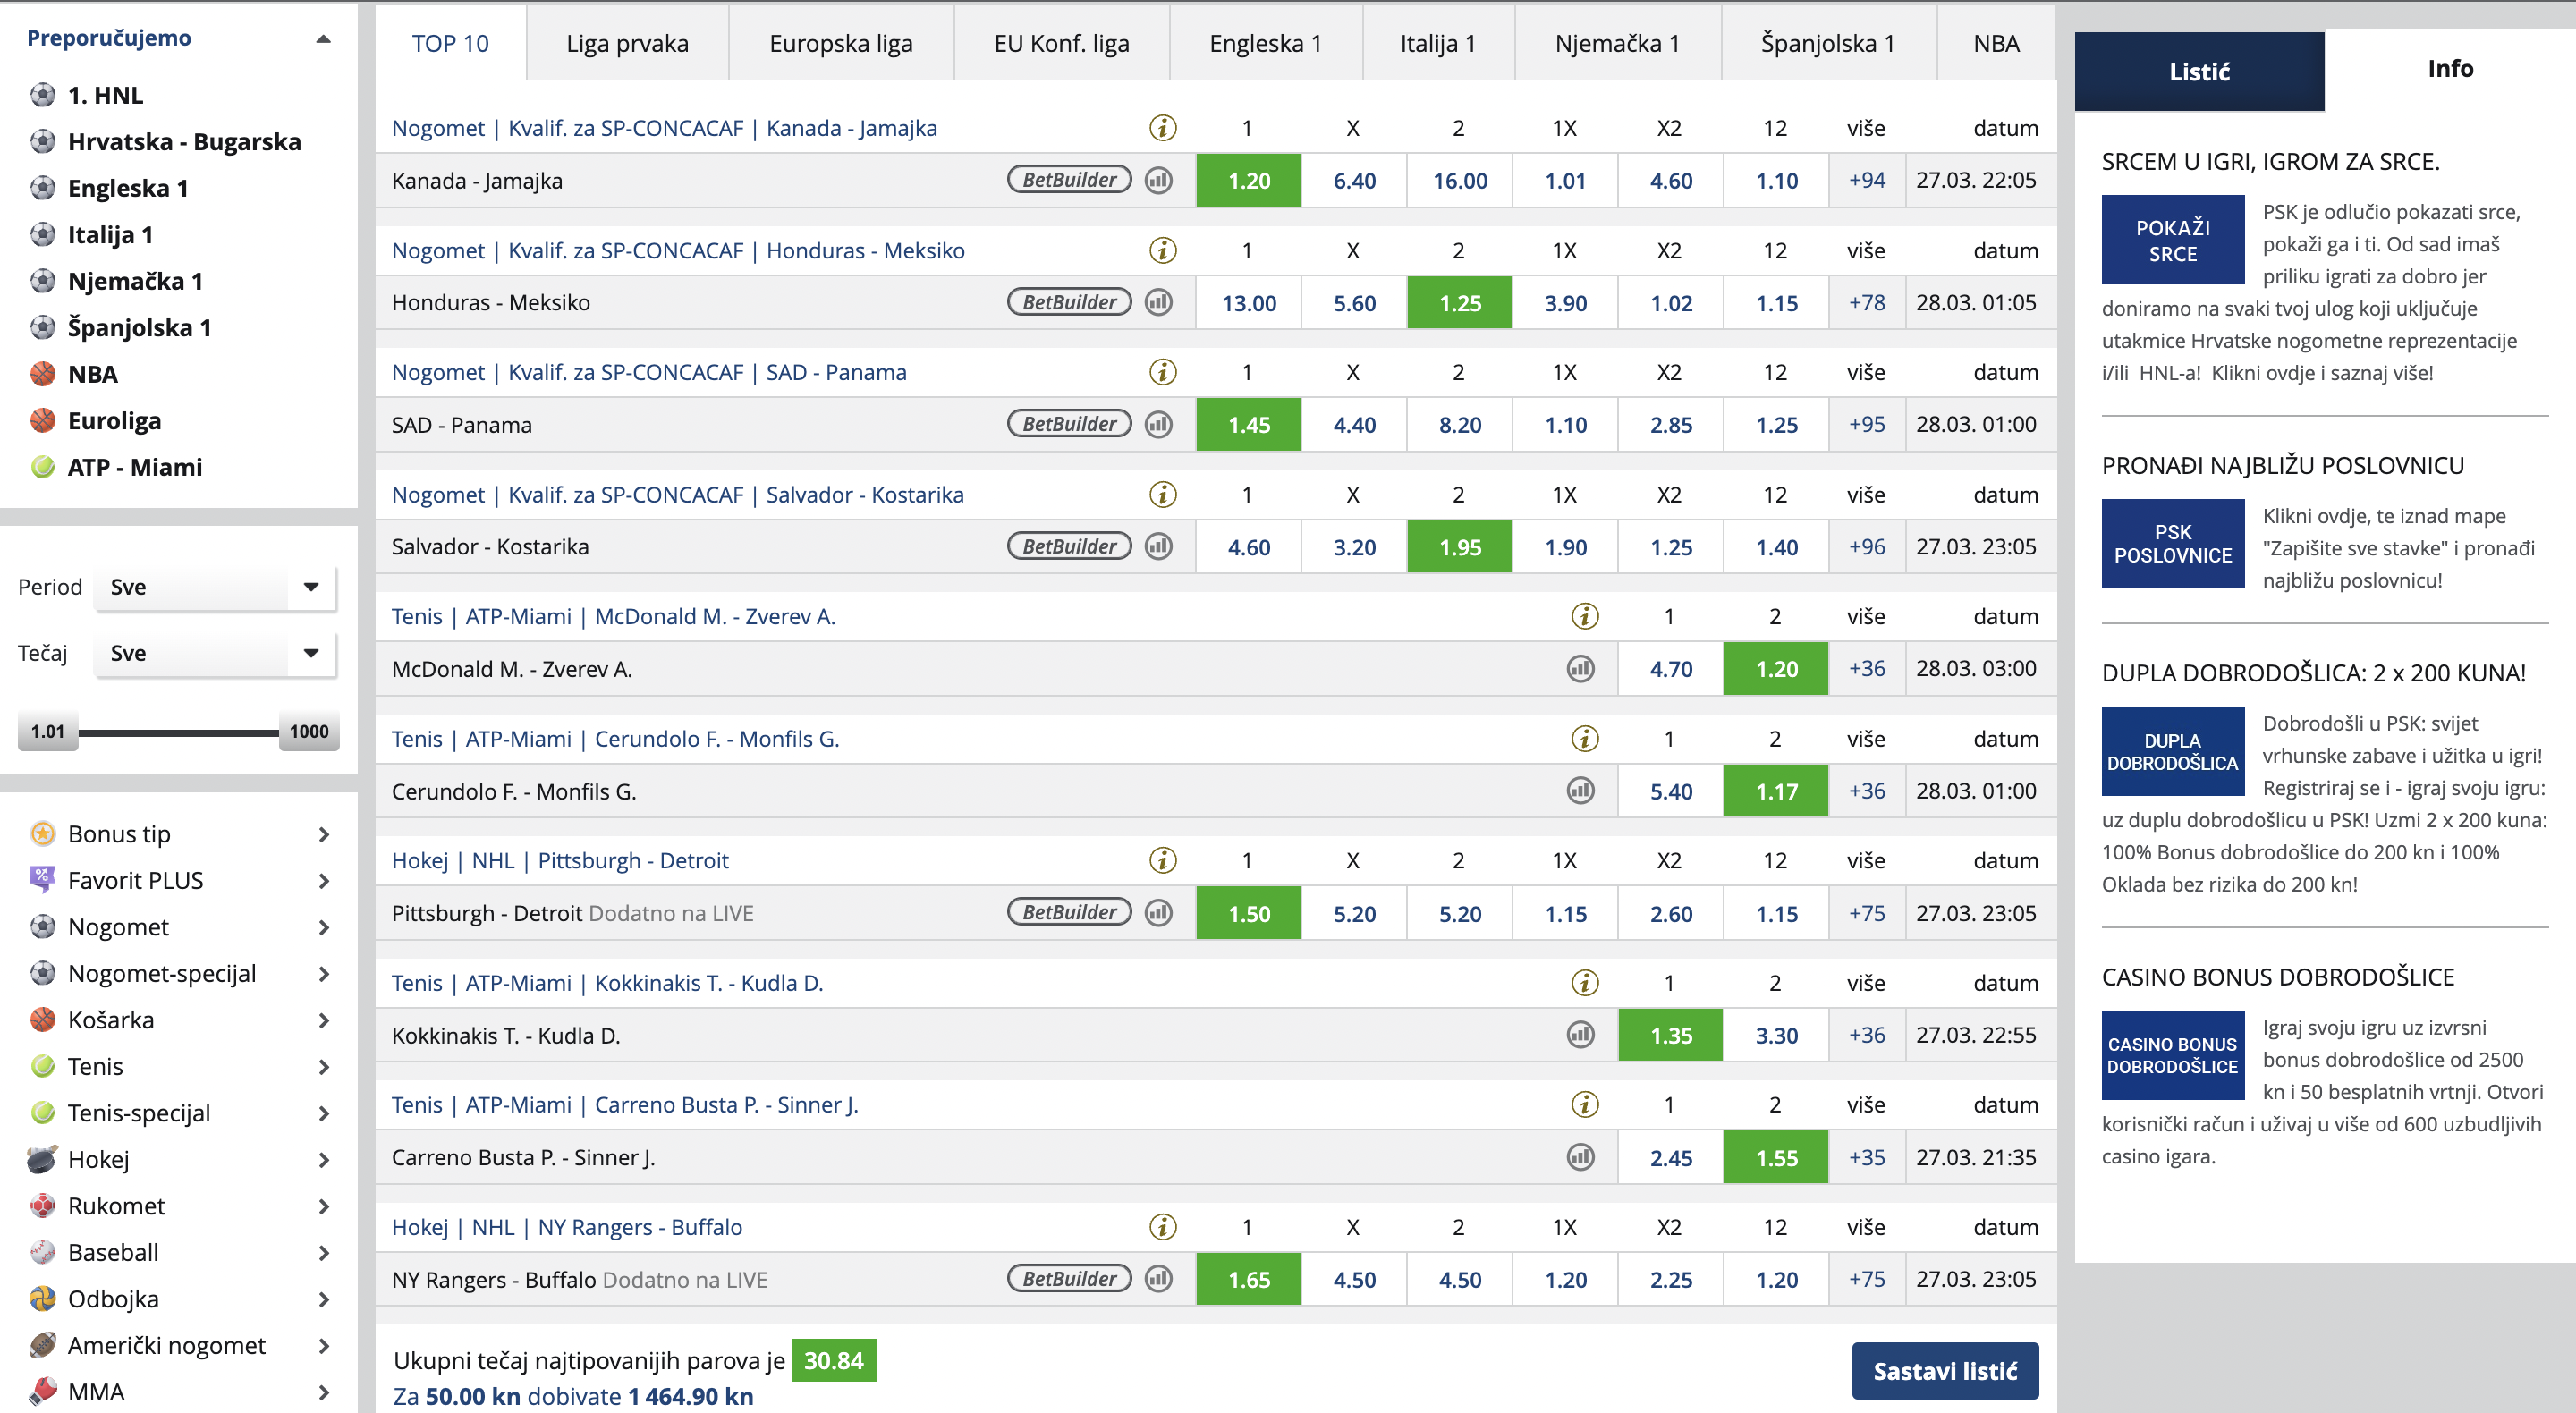 Preporučujemo
1. HNL
Hrvatska - Bugarska
Engleska 1
Italija 1
Njemačka 1
Španjolska 1
NBA
Euroliga
ATP - Miami
Period Sve
Tečaj Sve
1.01 1000
Bonus tip
Favorit PLUS
Nogomet
Nogomet-specijal
Košarka
Tenis
Tenis-specijal
Hokej
Rukomet
Baseball
Odbojka
Američki nogomet
MMA
TOP 10 Liga prvaka Europska liga EU Konf. liga Engleska 1 Italija 1 Njemačka 1 Španjolska 1 NBA
Nogomet | Kvalif. za SP-CONCACAF | Kanada - Jamajka i 1 X 2 1X X2 12 više datum
Kanada - Jamajka BetBuilder 1.20 6.40 16.00 1.01 4.60 1.10 +94 27.03. 22:05
Nogomet | Kvalif. za SP-CONCACAF | Honduras - Meksiko i 1 X 2 1X X2 12 više datum
Honduras - Meksiko BetBuilder 13.00 5.60 1.25 3.90 1.02 1.15 +78 28.03. 01:05
Nogomet | Kvalif. za SP-CONCACAF | SAD - Panama i 1 X 2 1X X2 12 više datum
SAD - Panama BetBuilder 1.45 4.40 8.20 1.10 2.85 1.25 +95 28.03. 01:00
Nogomet | Kvalif. za SP-CONCACAF | Salvador - Kostarika i 1 X 2 1X X2 12 više datum
Salvador - Kostarika BetBuilder 4.60 3.20 1.95 1.90 1.25 1.40 +96 27.03. 23:05
Tenis | ATP-Miami | McDonald M. - Zverev A. i 1 2 više datum
McDonald M. - Zverev A. 4.70 1.20 +36 28.03. 03:00
Tenis | ATP-Miami | Cerundolo F. - Monfils G. i 1 2 više datum
Cerundolo F. - Monfils G. 5.40 1.17 +36 28.03. 01:00
Hokej | NHL | Pittsburgh - Detroit i 1 X 2 1X X2 12 više datum
Pittsburgh - Detroit Dodatno na LIVE BetBuilder 1.50 5.20 5.20 1.15 2.60 1.15 +75 27.03. 23:05
Tenis | ATP-Miami | Kokkinakis T. - Kudla D. i 1 2 više datum
Kokkinakis T. - Kudla D. 1.35 3.30 +36 27.03. 22:55
Tenis | ATP-Miami | Carreno Busta P. - Sinner J. i 1 2 više datum
Carreno Busta P. - Sinner J. 2.45 1.55 +35 27.03. 21:35
Hokej | NHL | NY Rangers - Buffalo i 1 X 2 1X X2 12 više datum
NY Rangers - Buffalo Dodatno na LIVE BetBuilder 1.65 4.50 4.50 1.20 2.25 1.20 +75 27.03. 23:05
Ukupni tečaj najtipovanijih parova je 30.84
Za 50.00 kn dobivate 1 464.90 kn
Sastavi listić
Listić Info
SRCEM U IGRI, IGROM ZA SRCE.
POKAŽI
SRCE
PSK je odlučio pokazati srce,
pokaži ga i ti. Od sad imaš
priliku igrati za dobro jer
doniramo na svaki tvoj ulog koji uključuje
utakmice Hrvatske nogometne reprezentacije
i/ili HNL-a! Klikni ovdje i saznaj više!
PRONAĐI NAJBLIŽU POSLOVNICU
PSK
POSLOVNICE
Klikni ovdje, te iznad mape
"Zapišite sve stavke" i pronađi
najbližu poslovnicu!
DUPLA DOBRODOŠLICA: 2 x 200 KUNA!
DUPLA
DOBRODOŠLICA
Dobrodošli u PSK: svijet
vrhunske zabave i užitka u igri!
Registriraj se i - igraj svoju igru:
uz duplu dobrodošlicu u PSK! Uzmi 2 x 200 kuna:
100% Bonus dobrodošlice do 200 kn i 100%
Oklada bez rizika do 200 kn!
CASINO BONUS DOBRODOŠLICE
CASINO BONUS
DOBRODOŠLICE
Igraj svoju igru uz izvrsni
bonus dobrodošlice od 2500
kn i 50 besplatnih vrtnji. Otvori
korisnički račun i uživaj u više od 600 uzbudljivih
casino igara.